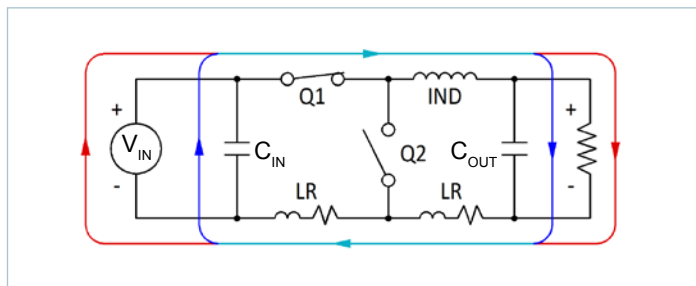 Q1
IND
+
+
V_IN
C_IN
Q2
C_OUT
-
-
LR
LR